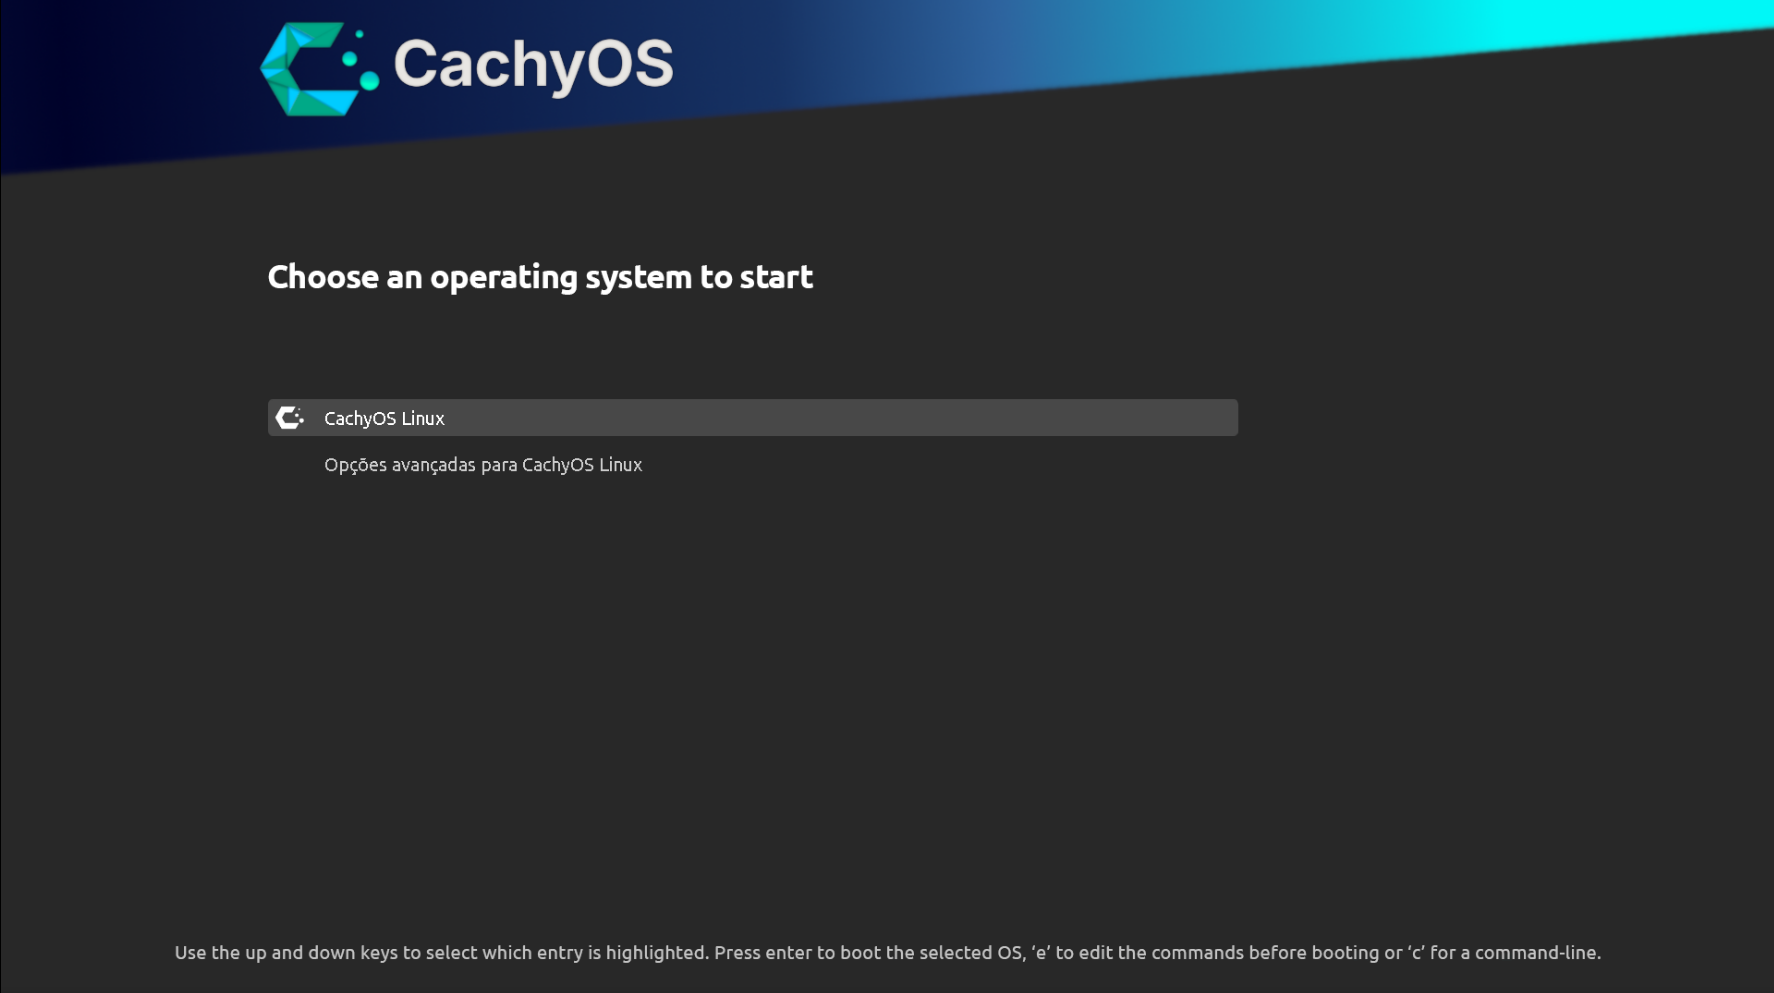 CachyOS
Choose an operating system to start
CachyOS Linux
Opções avançadas para CachyOS Linux
Use the up and down keys to select which entry is highlighted. Press enter to boot the selected OS, ‘e’ to edit the commands before booting or ‘c’ for a command-line.